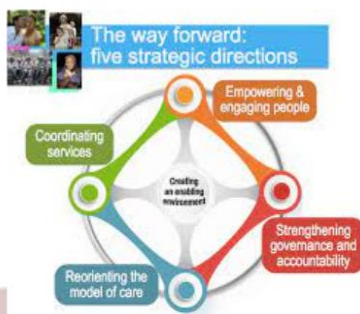 The way forward:
five strategic directions
Empowering &
engaging people
Coordinating
services
Creating
an enabling
environment
Strengthening
governance and
accountability
Reorienting the
model of care